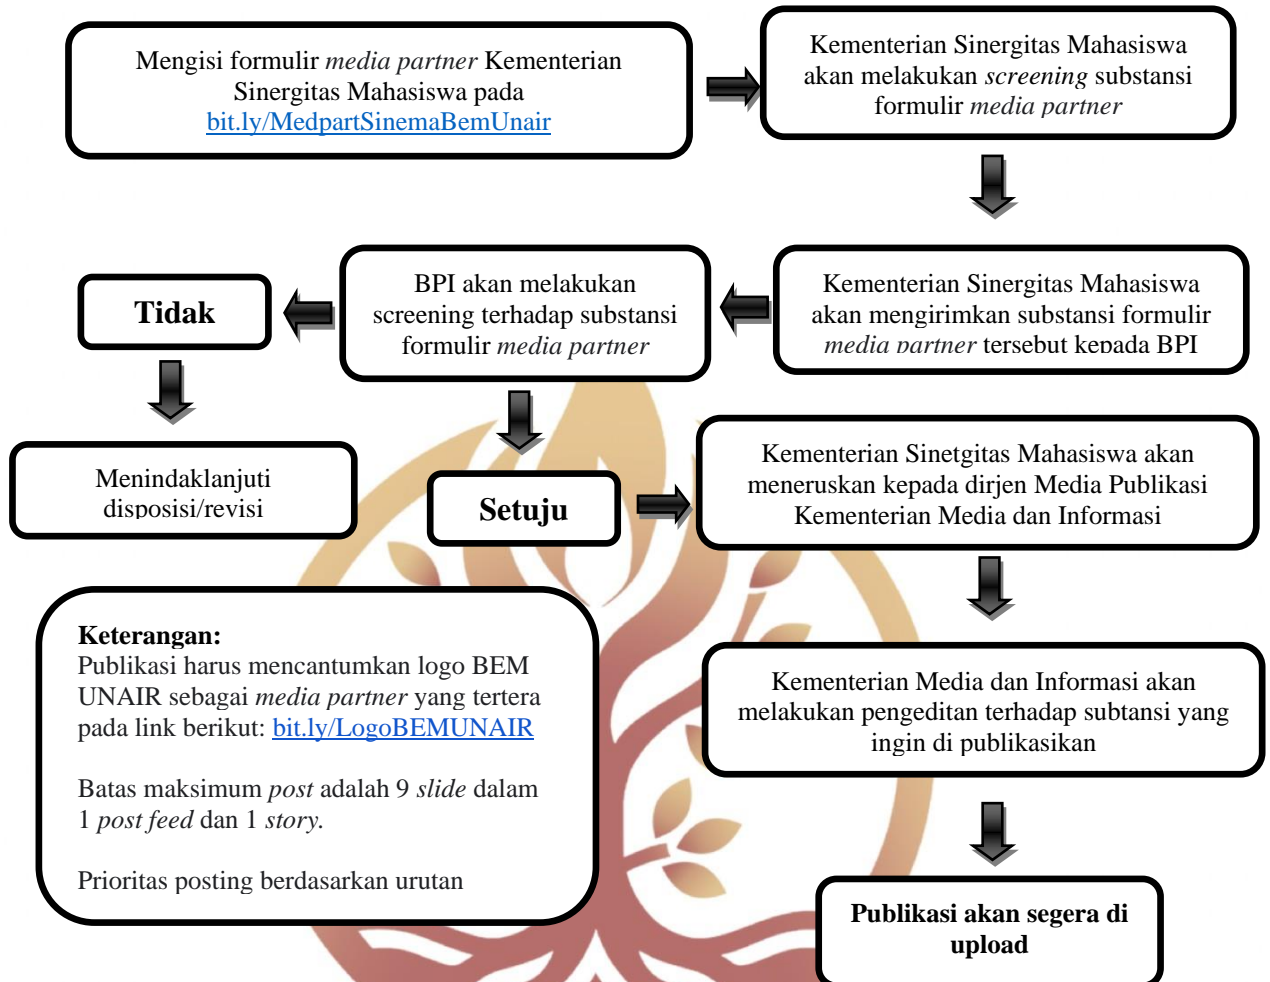 Mengisi formulir media partner Kementerian
Sinergitas Mahasiswa pada
bit.ly/MedpartSinemaBemUnair
Kementerian Sinergitas Mahasiswa
akan melakukan screening substansi
formulir media partner
Kementerian Sinergitas Mahasiswa
akan mengirimkan substansi formulir
media partner tersebut kepada BPI
BPI akan melakukan
screening terhadap substansi
formulir media partner
Tidak
Menindaklanjuti
disposisi/revisi
Setuju
Kementerian Sinetgitas Mahasiswa akan
meneruskan kepada dirjen Media Publikasi
Kementerian Media dan Informasi
Kementerian Media dan Informasi akan
melakukan pengeditan terhadap subtansi yang
ingin di publikasikan
Publikasi akan segera di
upload
Keterangan:
Publikasi harus mencantumkan logo BEM
UNAIR sebagai media partner yang tertera
pada link berikut: bit.ly/LogoBEMUNAIR
Batas maksimum post adalah 9 slide dalam
1 post feed dan 1 story.
Prioritas posting berdasarkan urutan